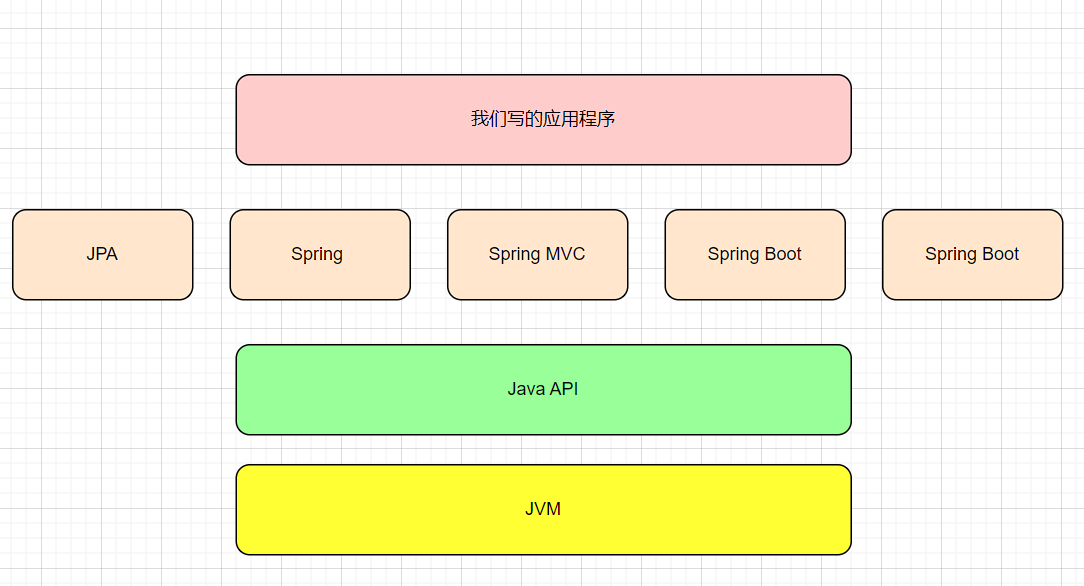 我们写的应用程序
JPA
Spring
Spring MVC
Spring Boot
Spring Boot
Java API
JVM